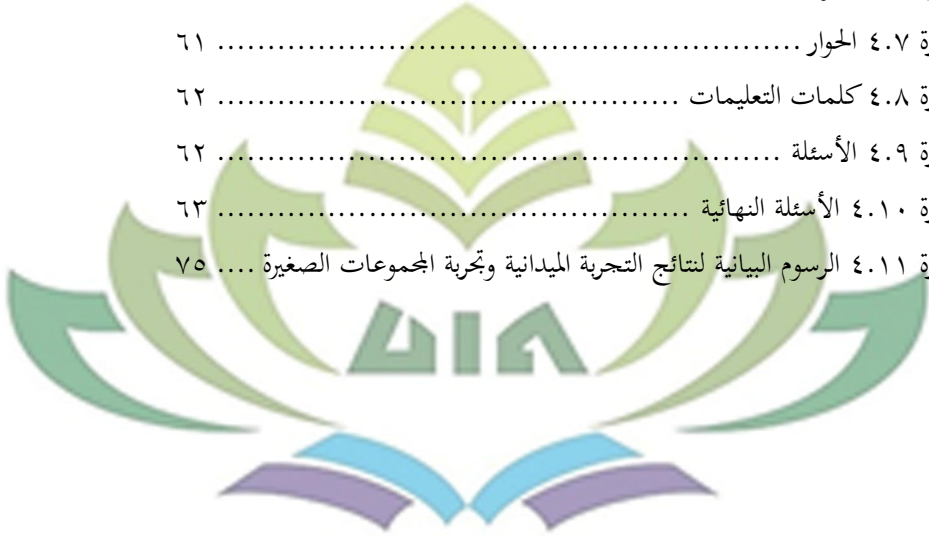 ة ٤.٧ الحوار ........................................................ ٦١
ة ٤.٨ كلمات التعليمات ............................................. ٦٢
ة ٤.٩ الأسئلة ...................................................... ٦٢
ة ٤.١٠ الأسئلة النهائية ............................................. ٦٣
ة ٤.١١ الرسوم البيانية لنتائج التجربة الميدانية وتجربة المجموعات الصغيرة .... ٧٥
UIN